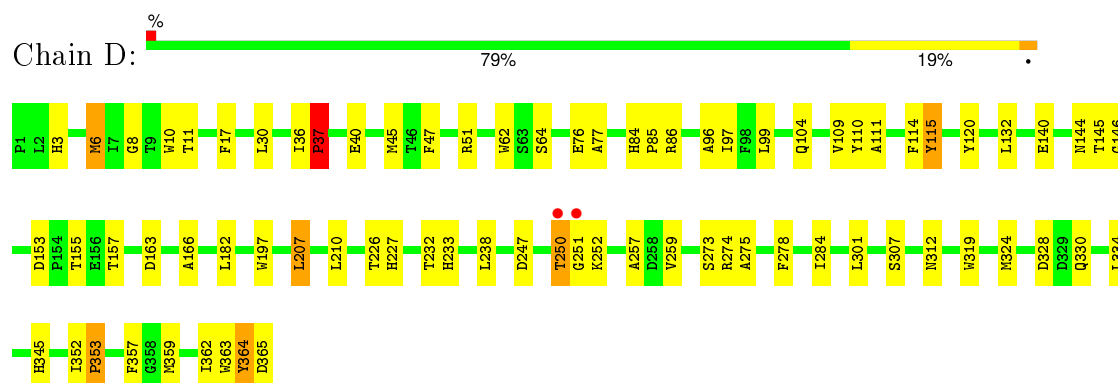 %
Chain D:
79% 19% •
P1 L2 H3 M6 I7 G8 T9 W10 T11 F17 L30 I36 P37 E40 M45 T46 F47 R51 W62 S63 S64 E76 A77 H84 P85 R86 A96 I97 F98 L99 Q104 V109 Y110 A111 F114 Y115 Y120 L132 E140 N144 T145 G146
D153 P154 T155 E156 T157 D163 A166 L182 W197 L207 L210 T226 H227 T232 H233 L238 D247 T250 G251 K252 A257 D258 V259 S273 R274 A275 F278 I284 L301 S307 N312 W319 M324 D328 D329 Q330 L334
H345 I352 P353 F357 G358 M359 I362 W363 Y364 D365